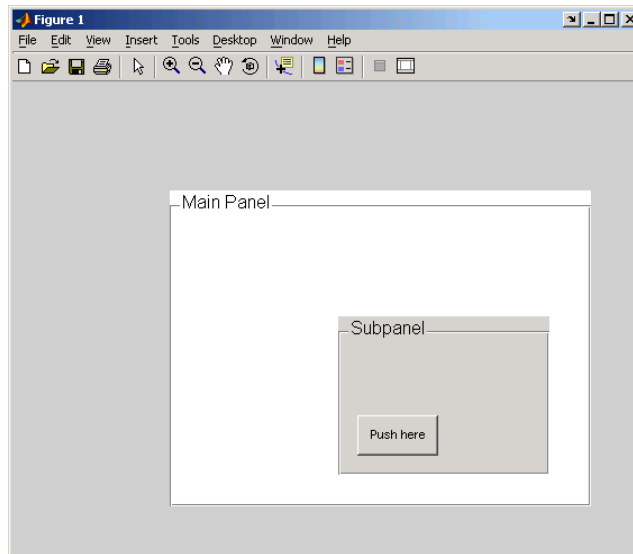 Figure 1
File Edit View Insert Tools Desktop Window Help
Main Panel
Subpanel
Push here